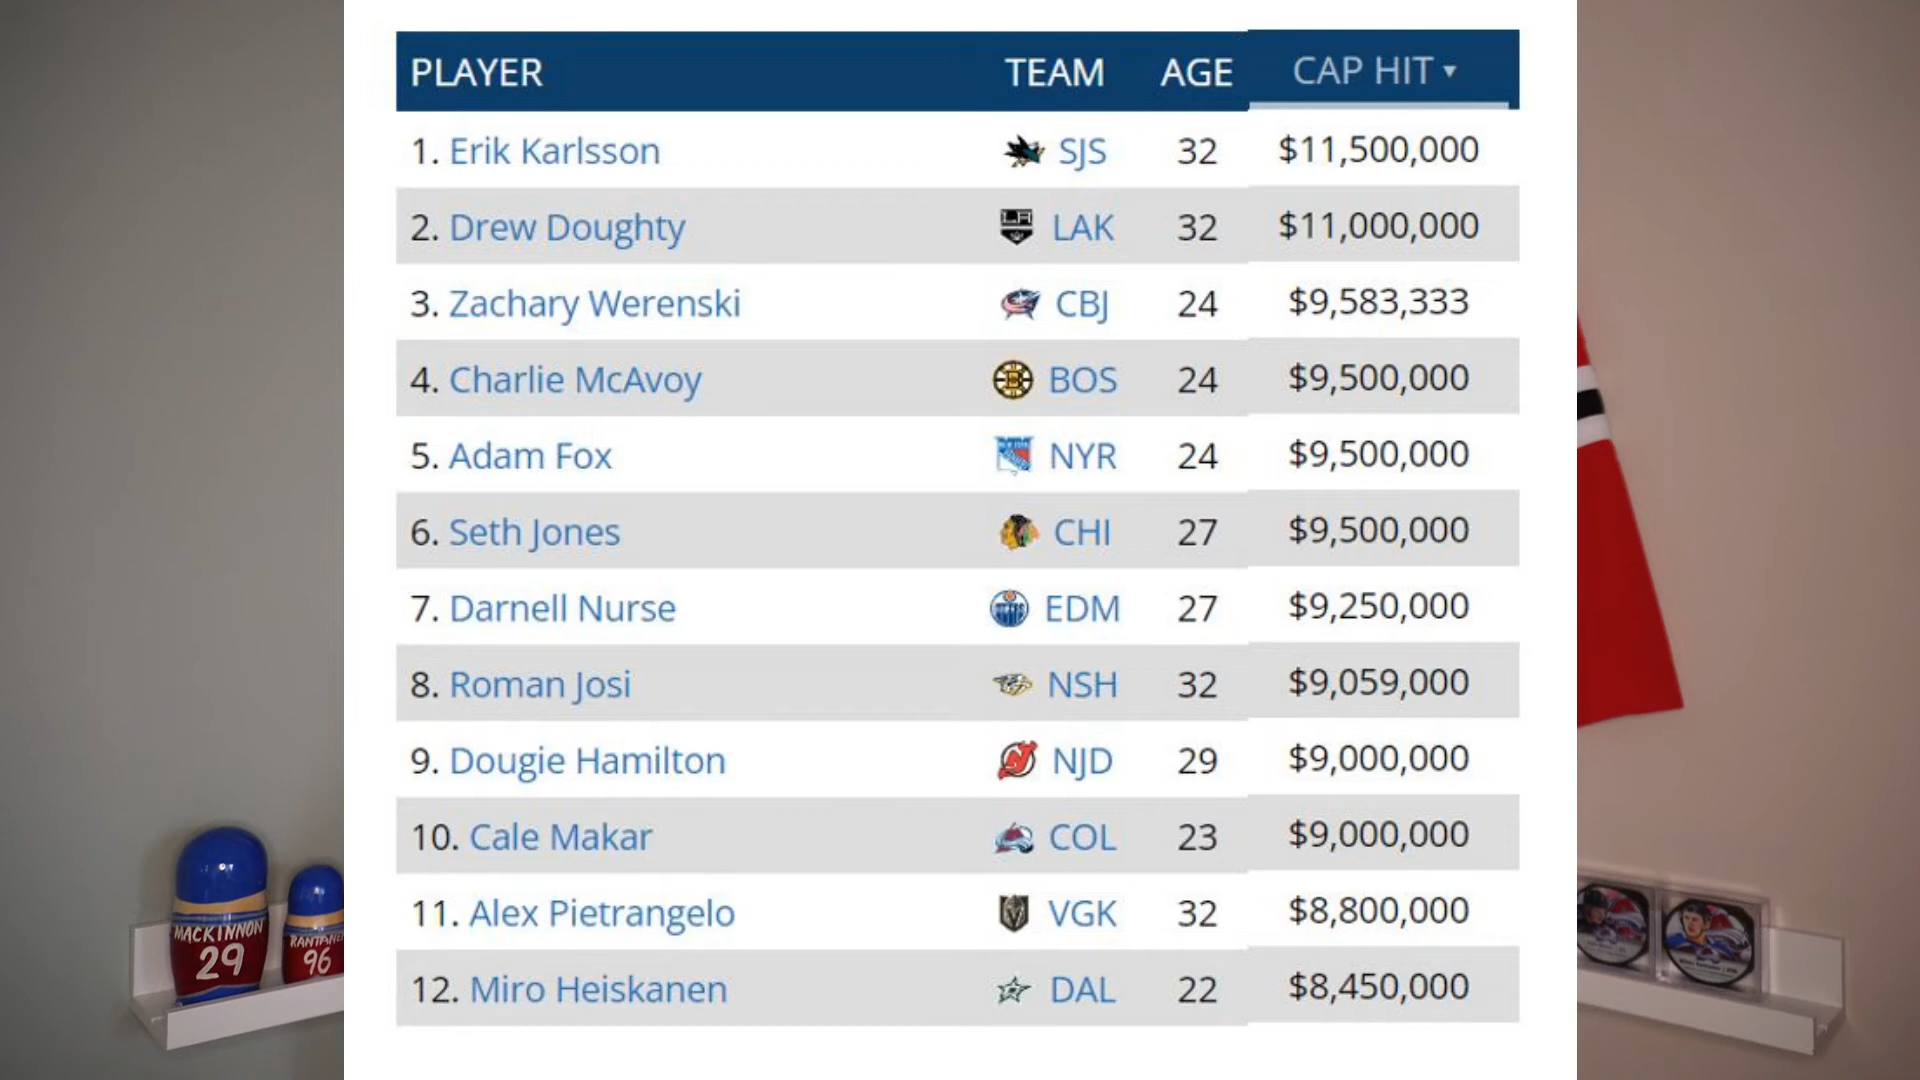 PLAYER TEAM AGE CAP HIT ▾
1. Erik Karlsson SJS 32 $11,500,000
2. Drew Doughty LAK 32 $11,000,000
3. Zachary Werenski CBJ 24 $9,583,333
4. Charlie McAvoy BOS 24 $9,500,000
5. Adam Fox NYR 24 $9,500,000
6. Seth Jones CHI 27 $9,500,000
7. Darnell Nurse EDM 27 $9,250,000
8. Roman Josi NSH 32 $9,059,000
9. Dougie Hamilton NJD 29 $9,000,000
10. Cale Makar COL 23 $9,000,000
11. Alex Pietrangelo VGK 32 $8,800,000
12. Miro Heiskanen DAL 22 $8,450,000
MACKINNON
29
96